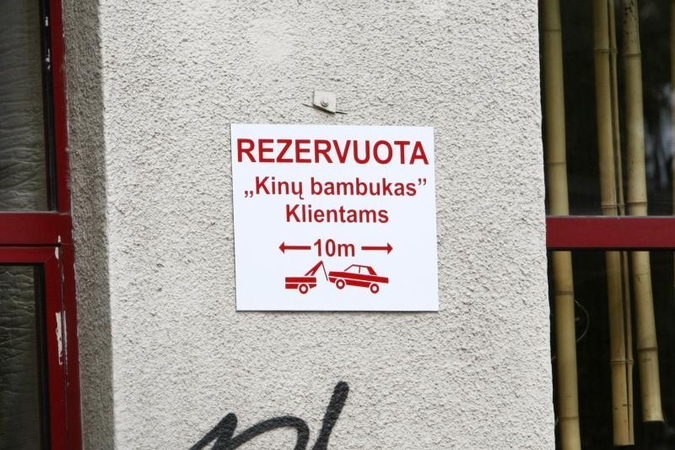 REZERVUOTA
„Kinų bambukas”
Klientams
10m